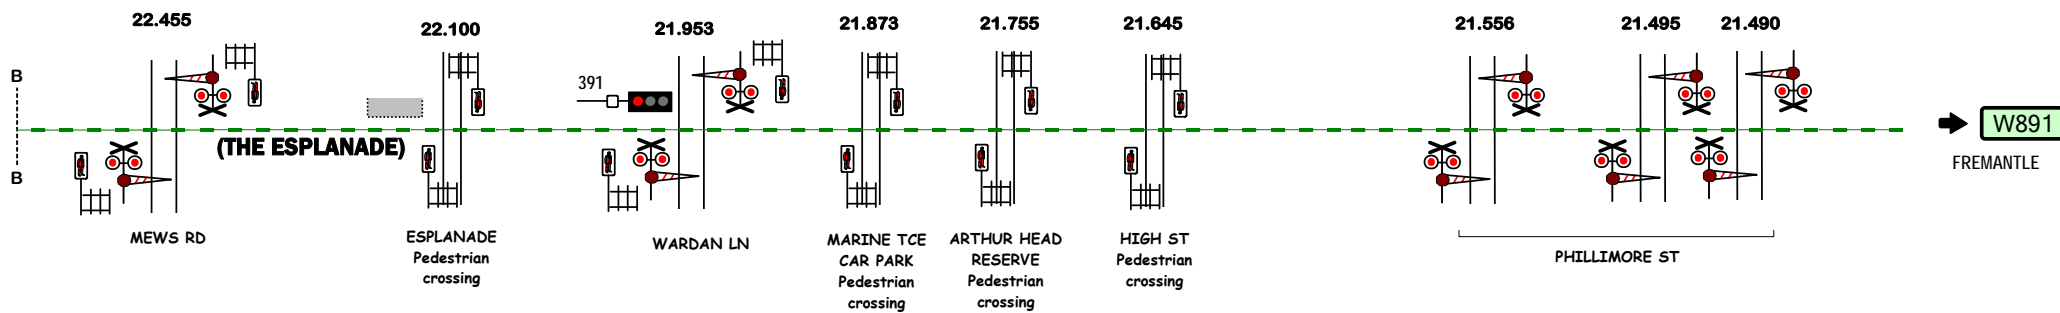 22.455
22.100
21.953
21.873
21.755
21.645
21.556
21.495
21.490
B
391
W891
(THE ESPLANADE)
FREMANTLE
B
MEWS RD
ESPLANADE
Pedestrian
crossing
WARDAN LN
MARINE TCE
CAR PARK
Pedestrian
crossing
ARTHUR HEAD
RESERVE
Pedestrian
crossing
HIGH ST
Pedestrian
crossing
PHILLIMORE ST